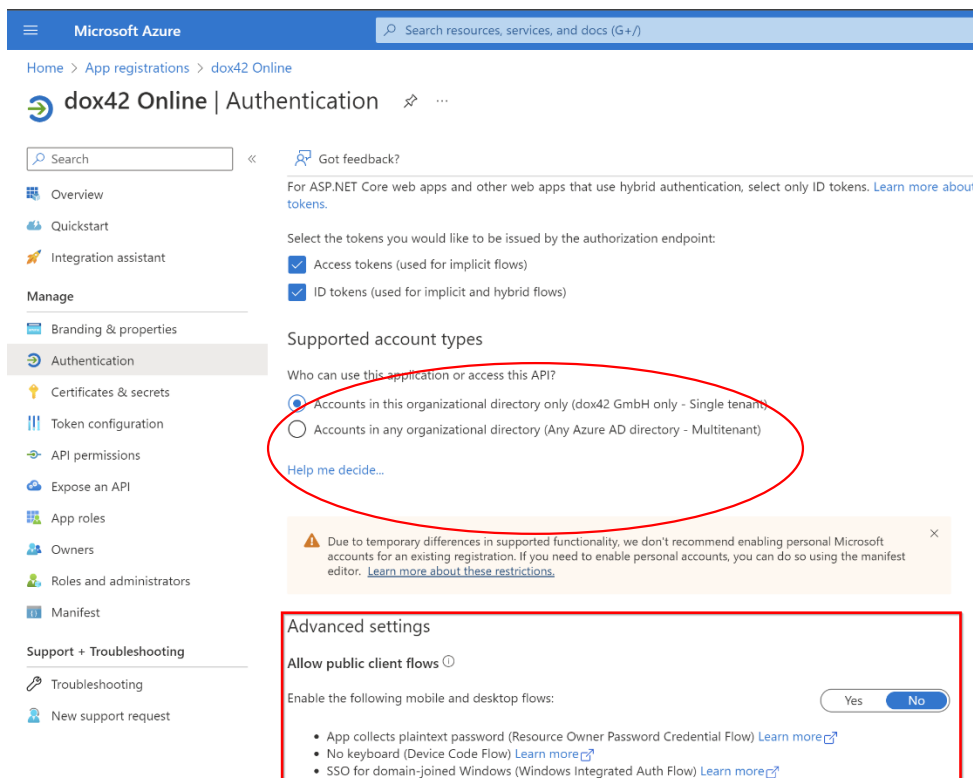 Microsoft Azure
Search resources, services, and docs (G+/)
Home > App registrations > dox42 Online
dox42 Online | Authentication
Search
Overview
Quickstart
Integration assistant
Manage
Branding & properties
Authentication
Certificates & secrets
Token configuration
API permissions
Expose an API
App roles
Owners
Roles and administrators
Manifest
Support + Troubleshooting
Troubleshooting
New support request
Got feedback?
For ASP.NET Core web apps and other web apps that use hybrid authentication, select only ID tokens. Learn more about
tokens.
Select the tokens you would like to be issued by the authorization endpoint:
Access tokens (used for implicit flows)
ID tokens (used for implicit and hybrid flows)
Supported account types
Who can use this application or access this API?
Accounts in this organizational directory only (dox42 GmbH only - Single tenant)
Accounts in any organizational directory (Any Azure AD directory - Multitenant)
Help me decide...
Due to temporary differences in supported functionality, we don't recommend enabling personal Microsoft
accounts for an existing registration. If you need to enable personal accounts, you can do so using the manifest
editor. Learn more about these restrictions.
Advanced settings
Allow public client flows
Enable the following mobile and desktop flows:
Yes No
• App collects plaintext password (Resource Owner Password Credential Flow) Learn more
• No keyboard (Device Code Flow) Learn more
• SSO for domain-joined Windows (Windows Integrated Auth Flow) Learn more